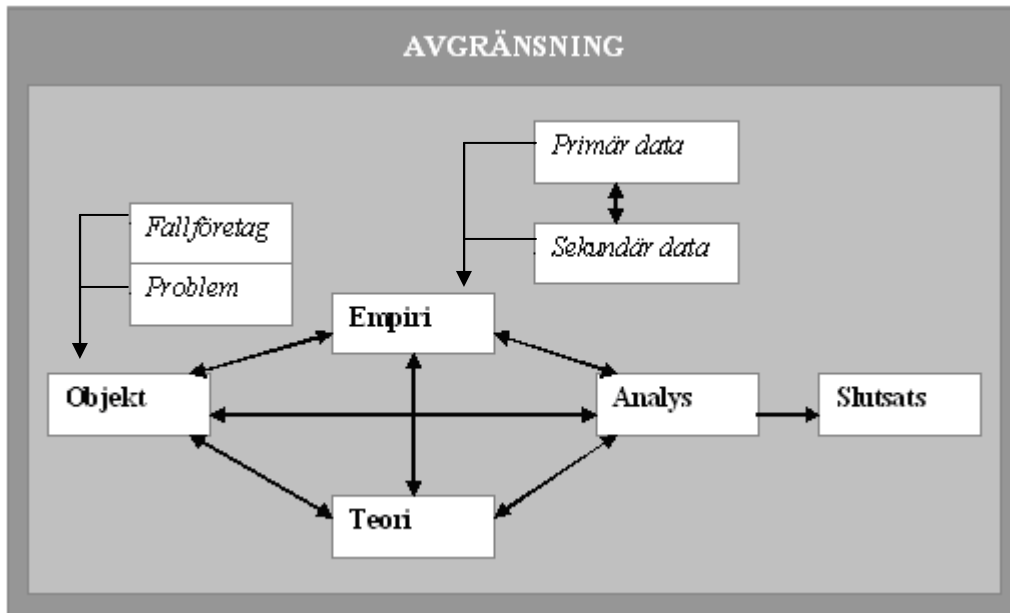 AVGRÄNSNING
Primär data
Fallföretag
Sekundär data
Problem
Empiri
Objekt
Analys
Slutsats
Teori